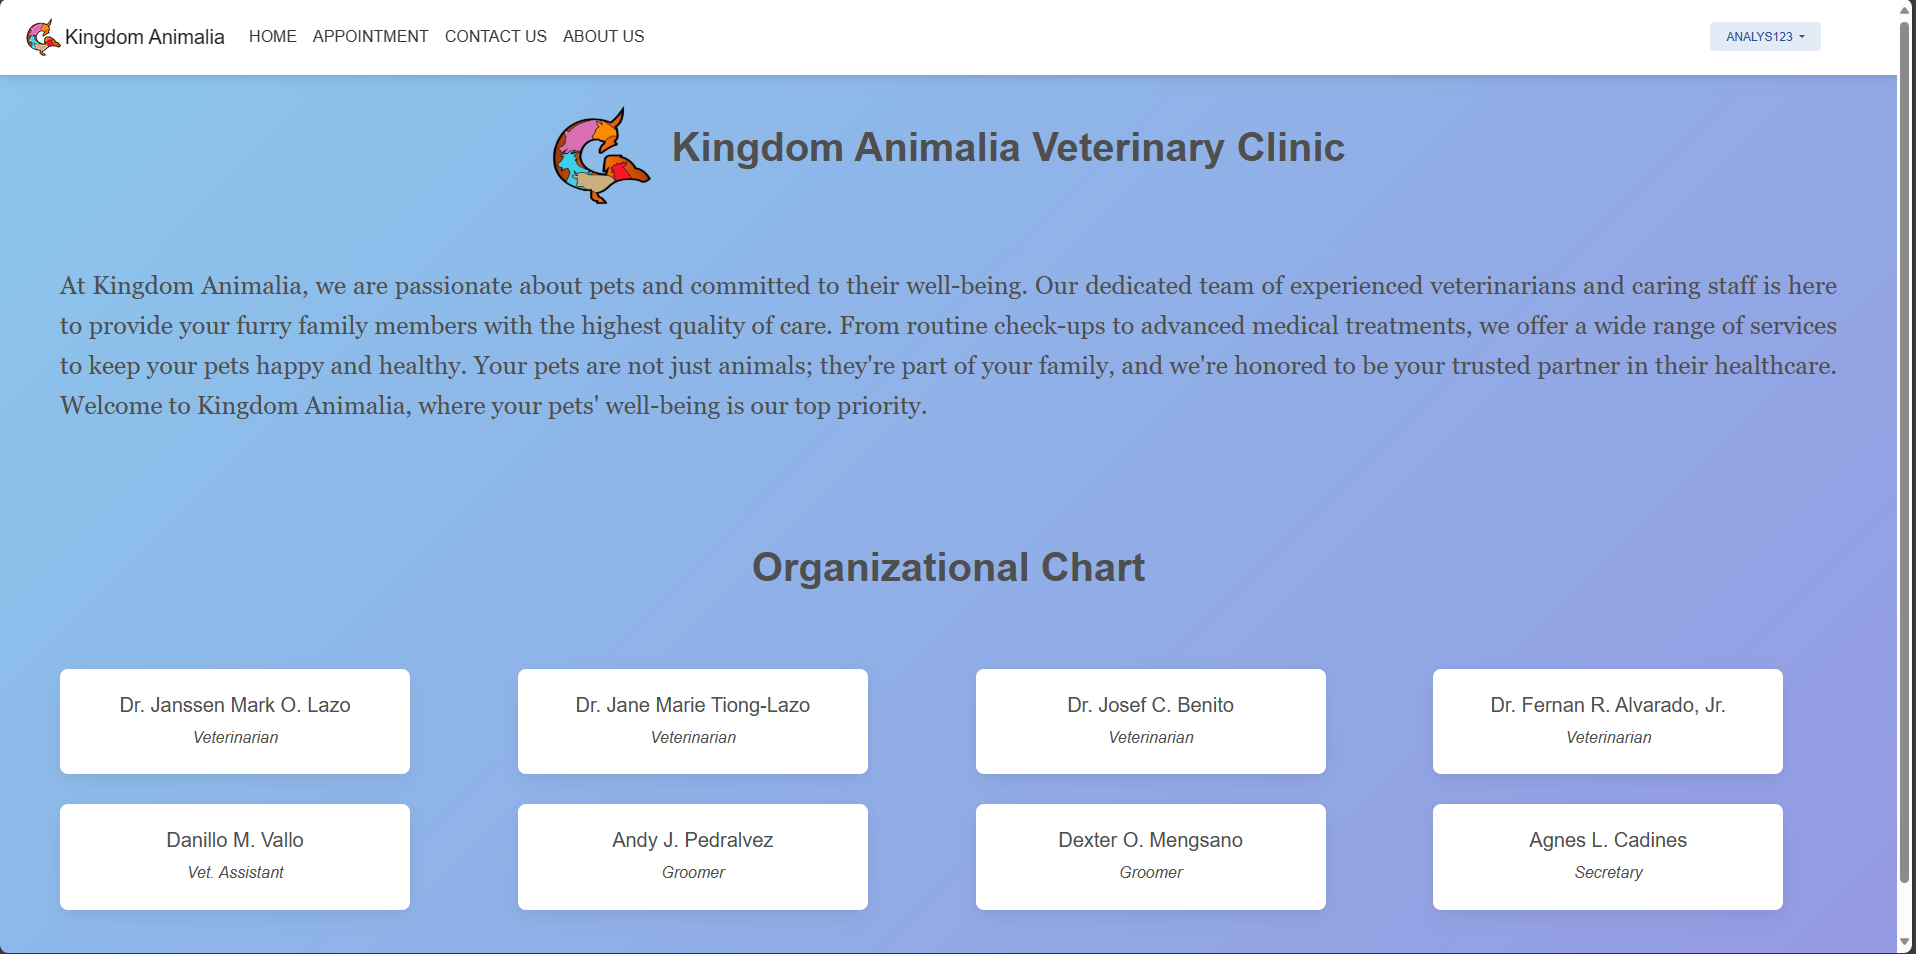 Kingdom Animalia HOME APPOINTMENT CONTACT US ABOUT US ANALYS123
Kingdom Animalia Veterinary Clinic
At Kingdom Animalia, we are passionate about pets and committed to their well-being. Our dedicated team of experienced veterinarians and caring staff is here
to provide your furry family members with the highest quality of care. From routine check-ups to advanced medical treatments, we offer a wide range of services
to keep your pets happy and healthy. Your pets are not just animals; they're part of your family, and we're honored to be your trusted partner in their healthcare.
Welcome to Kingdom Animalia, where your pets' well-being is our top priority.
Organizational Chart
Dr. Janssen Mark O. Lazo
Veterinarian
Dr. Jane Marie Tiong-Lazo
Veterinarian
Dr. Josef C. Benito
Veterinarian
Dr. Fernan R. Alvarado, Jr.
Veterinarian
Danillo M. Vallo
Vet. Assistant
Andy J. Pedralvez
Groomer
Dexter O. Mengsano
Groomer
Agnes L. Cadines
Secretary